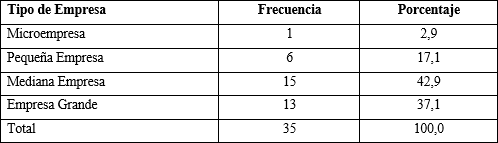 Tipo de Empresa Frecuencia Porcentaje
Microempresa 1 2,9
Pequeña Empresa 6 17,1
Mediana Empresa 15 42,9
Empresa Grande 13 37,1
Total 35 100,0